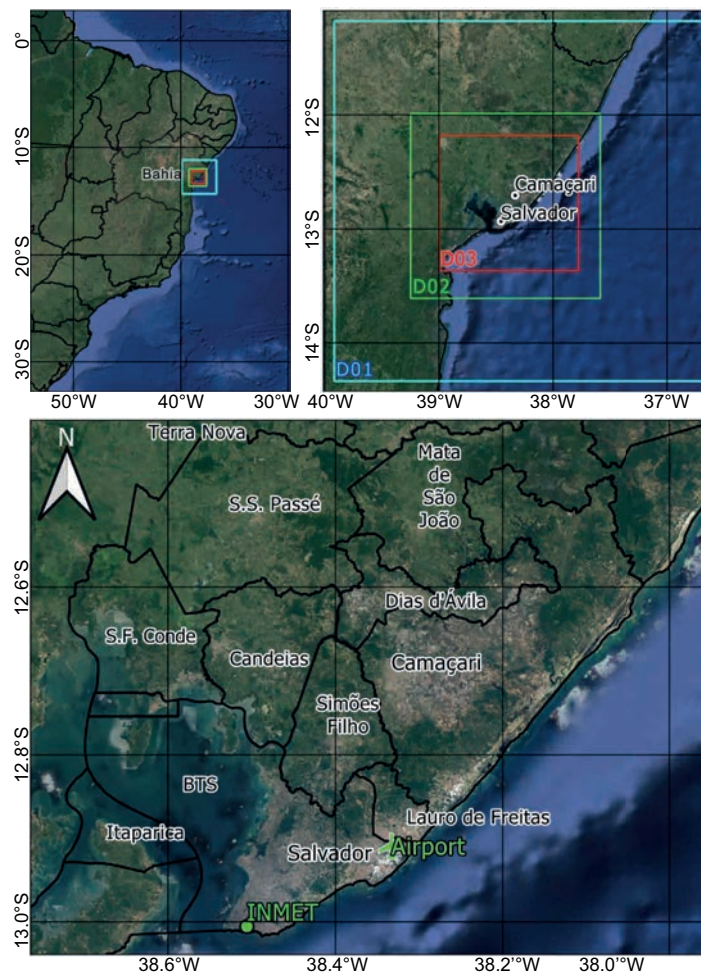 0°
10°S
20°S
30°S
Bahia
50°W
40°W
30°W
12°S
13°S
14°S
Camaçari
Salvador
D03
D02
D01
40°W
39°W
38°W
37°W
N
Terra Nova
Mata
de
São
João
S.S. Passé
12.6°S
Dias d'Ávila
S.F. Conde
Candeias
Camaçari
Simões
Filho
12.8°S
BTS
Lauro de Freitas
Itaparica
Salvador
Airport
INMET
13.0°S
38.6°W
38.4°W
38.2°W
38.0°W